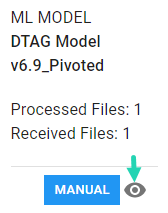 ML MODEL
DTAG Model
v6.9_Pivoted
Processed Files: 1
Received Files: 1
MANUAL